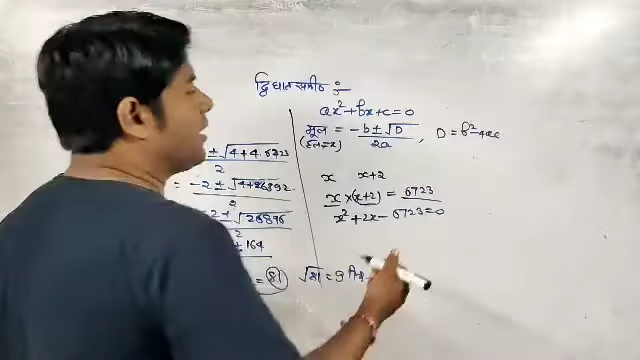 द्विघात समी० :-
ax²+bx+c=0
मूल = -b±√D / 2a , D = b²-4ac
(हल=x)
x x+2
x×(x+2) = 6723
x²+2x-6723=0
±√4+4.6723 / 2
= -2±√4+26892 / 2
-2±√26896 / 2
± 164
= 81 √81 = 9